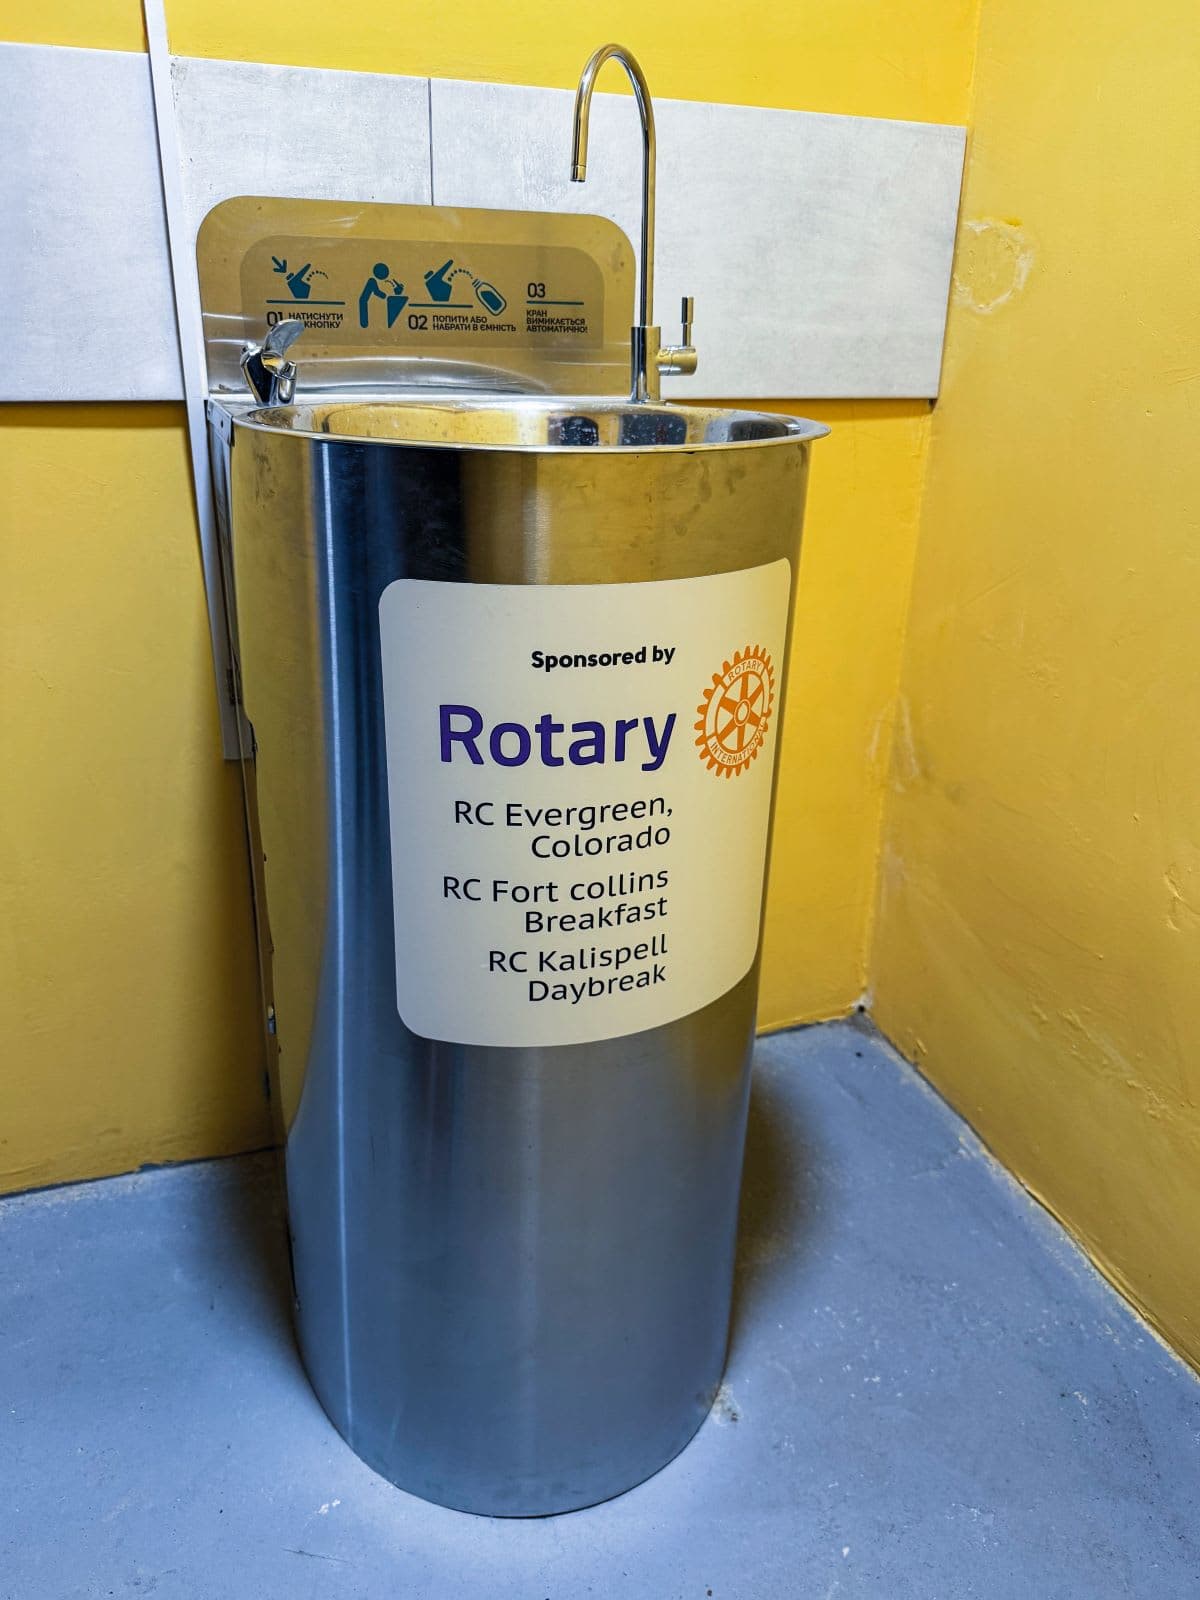 01 НАТИСНУТИ
КНОПКУ
02 ПОПИТИ АБО
НАБРАТИ В ЄМНІСТЬ
03
КРАН
ВИМИКАЄТЬСЯ
АВТОМАТИЧНО!
Sponsored by
Rotary
ROTARY
INTERNATIONAL
RC Evergreen,
Colorado
RC Fort collins
Breakfast
RC Kalispell
Daybreak